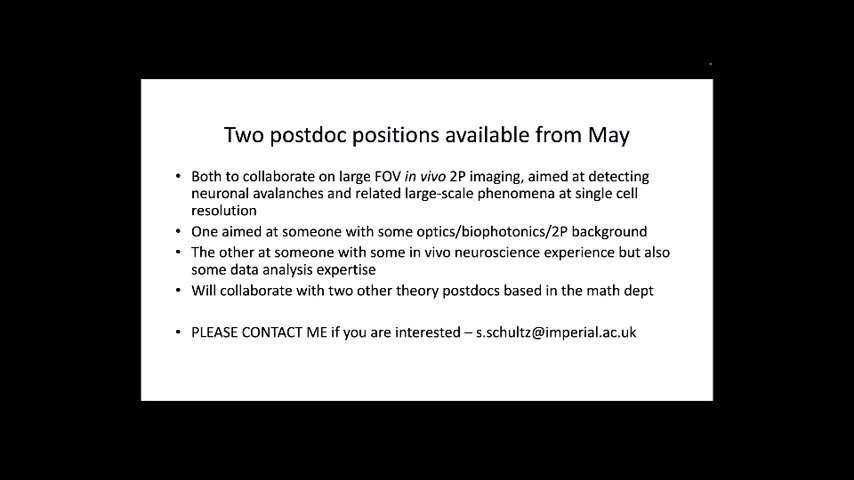 Two postdoc positions available from May
• Both to collaborate on large FOV in vivo 2P imaging, aimed at detecting
neuronal avalanches and related large-scale phenomena at single cell
resolution
• One aimed at someone with some optics/biophotonics/2P background
• The other at someone with some in vivo neuroscience experience but also
some data analysis expertise
• Will collaborate with two other theory postdocs based in the math dept
• PLEASE CONTACT ME if you are interested – s.schultz@imperial.ac.uk